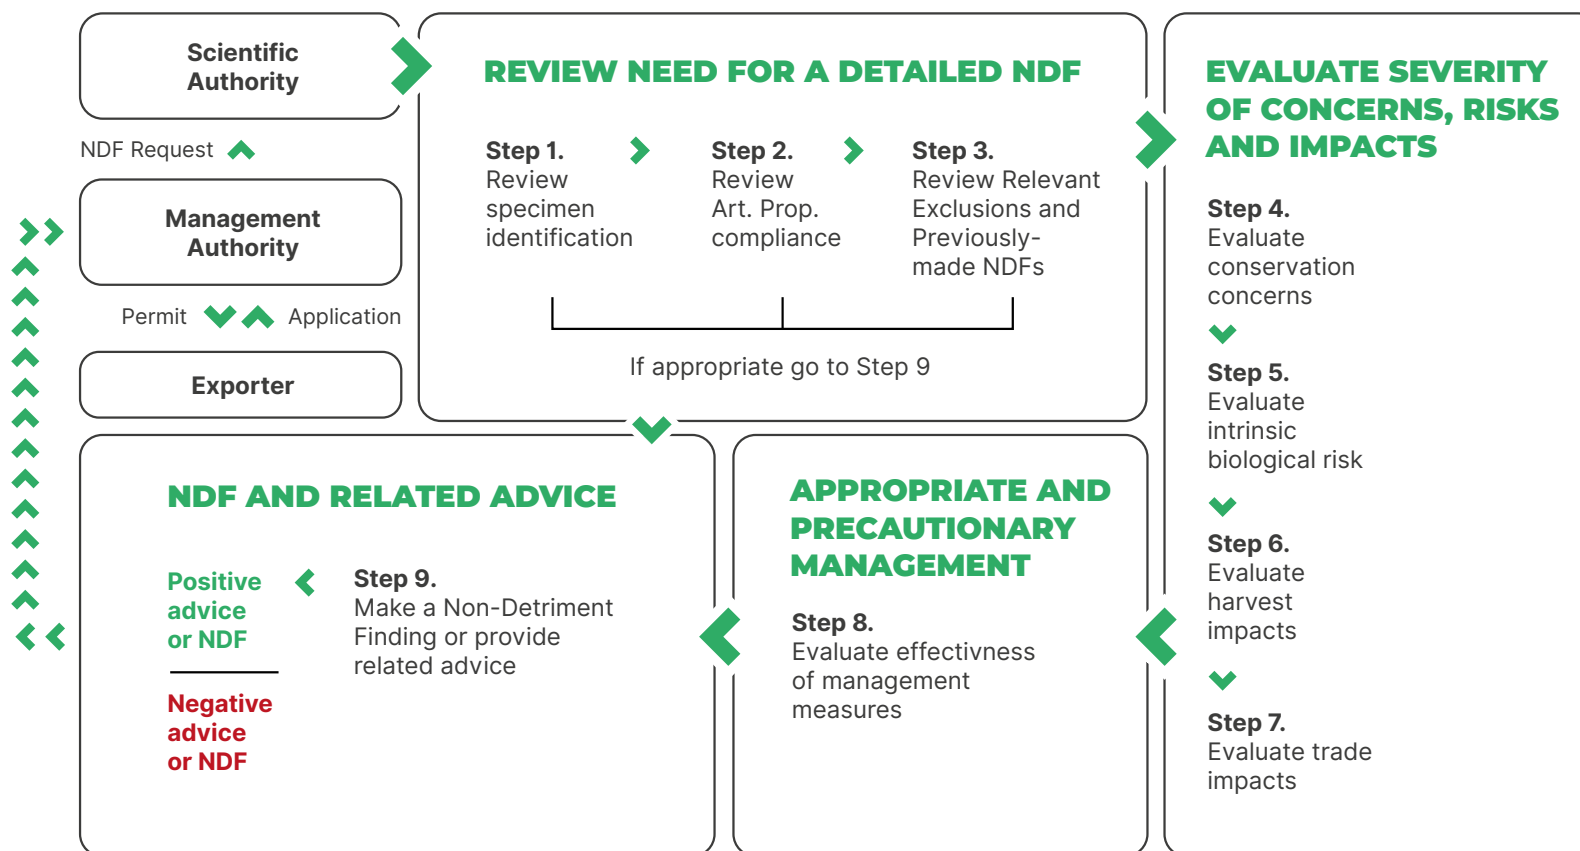 Scientific
Authority
NDF Request
Management
Authority
Permit
Application
Exporter
REVIEW NEED FOR A DETAILED NDF
Step 1.
Review
specimen
identification
Step 2.
Review
Art. Prop.
compliance
Step 3.
Review Relevant
Exclusions and
Previously-
made NDFs
If appropriate go to Step 9
EVALUATE SEVERITY
OF CONCERNS, RISKS
AND IMPACTS
Step 4.
Evaluate
conservation
concerns
Step 5.
Evaluate
intrinsic
biological risk
Step 6.
Evaluate
harvest
impacts
Step 7.
Evaluate trade
impacts
APPROPRIATE AND
PRECAUTIONARY
MANAGEMENT
Step 8.
Evaluate effectivness
of management
measures
NDF AND RELATED ADVICE
Step 9.
Make a Non-Detriment
Finding or provide
related advice
Positive
advice
or NDF
Negative
advice
or NDF